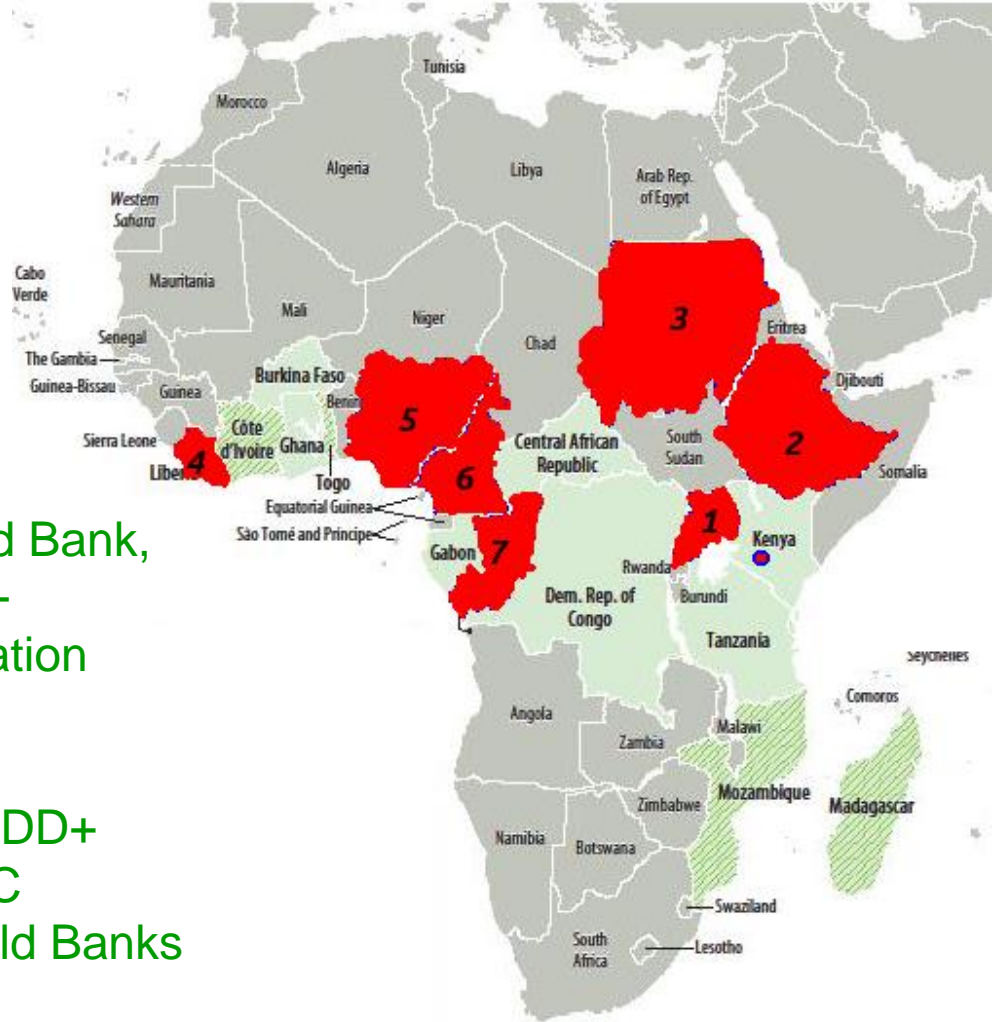 Tunisia
Morocco
Algeria
Libya
Arab Rep.
of Egypt
Western
Sahara
Cabo
Verde
Mauritania
Mali
Niger
Chad
3
Eritrea
Senegal
The Gambia
Guinea-Bissau
Guinea
Burkina Faso
Benin
5
Djibouti
2
Sierra Leone
Côte
d'Ivoire
Ghana
Central African
Republic
South
Sudan
Somalia
4
Togo
6
Equatorial Guinea
São Tomé and Príncipe
1
Kenya
d Bank,
-
Gabon
7
Rwanda
Dem. Rep. of
Congo
Burundi
ation
Tanzania
Seychelles
Comoros
Angola
Malawi
Zambia
Mozambique
Madagascar
Zimbabwe
DD+
Namibia
Botswana
C
Swaziland
ld Banks
South
Africa
Lesotho